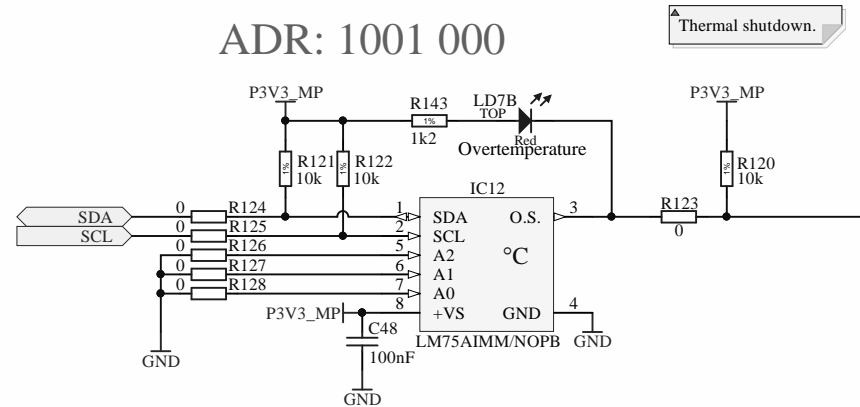 ADR: 1001 000
Thermal shutdown.
P3V3_MP
R143
1%
1k2
LD7B
TOP
Red
Overtemperature
P3V3_MP
R121
1%
10k
R122
1%
10k
R120
1%
10k
IC12
SDA
0
R124
1
SDA
O.S.
3
R123
0
SCL
0
R125
2
SCL
°C
0
R126
5
A2
0
R127
6
A1
0
R128
7
A0
P3V3_MP
8
+VS
GND
4
C48
100nF
LM75AIMM/NOPB
GND
GND
GND